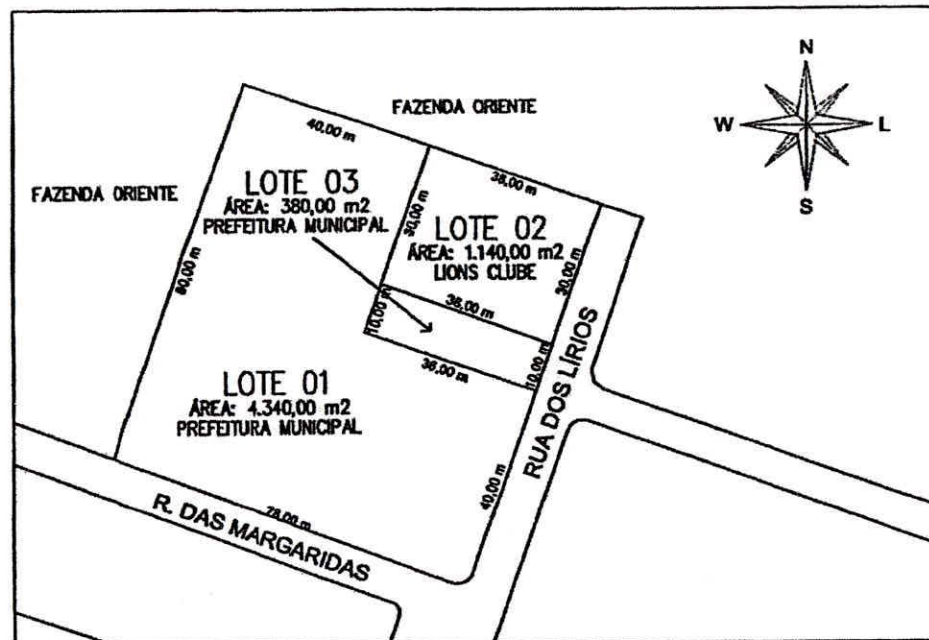 N
W
L
S
FAZENDA ORIENTE
40,00 m
38,00 m
FAZENDA ORIENTE
LOTE 03
ÁREA: 380,00 m2
PREFEITURA MUNICIPAL
30,00 m
LOTE 02
ÁREA: 1.140,00 m2
LIONS CLUBE
30,00 m
80,00 m
38,00 m
10,00 m
38,00 m
10,00 m
LOTE 01
ÁREA: 4.340,00 m2
PREFEITURA MUNICIPAL
RUA DOS LÍRIOS
40,00 m
78,00 m
R. DAS MARGARIDAS